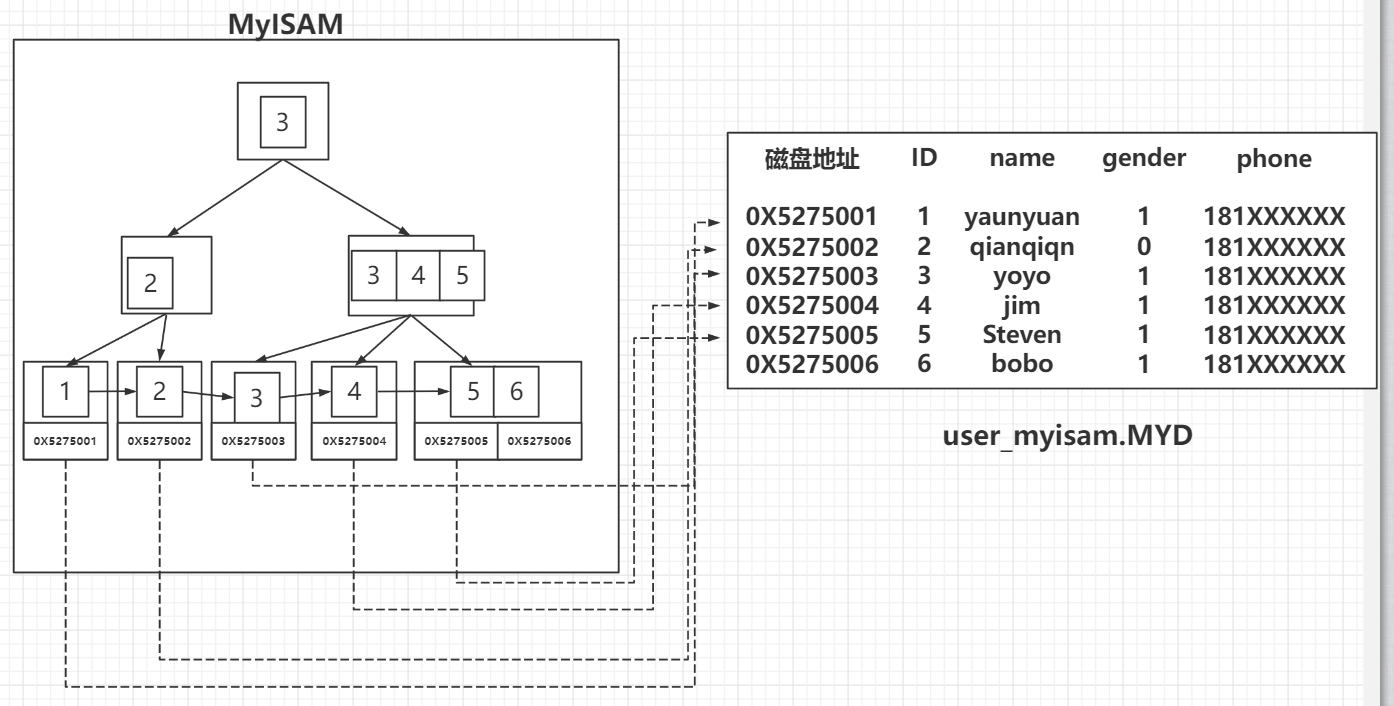 MyISAM
3
2
3 4 5
1 2 3 4 5 6
0X5275001 0X5275002 0X5275003 0X5275004 0X5275005 0X5275006
磁盘地址 ID name gender phone
0X5275001 1 yaunyuan 1 181XXXXXX
0X5275002 2 qianqiqn 0 181XXXXXX
0X5275003 3 yoyo 1 181XXXXXX
0X5275004 4 jim 1 181XXXXXX
0X5275005 5 Steven 1 181XXXXXX
0X5275006 6 bobo 1 181XXXXXX
user_myisam.MYD